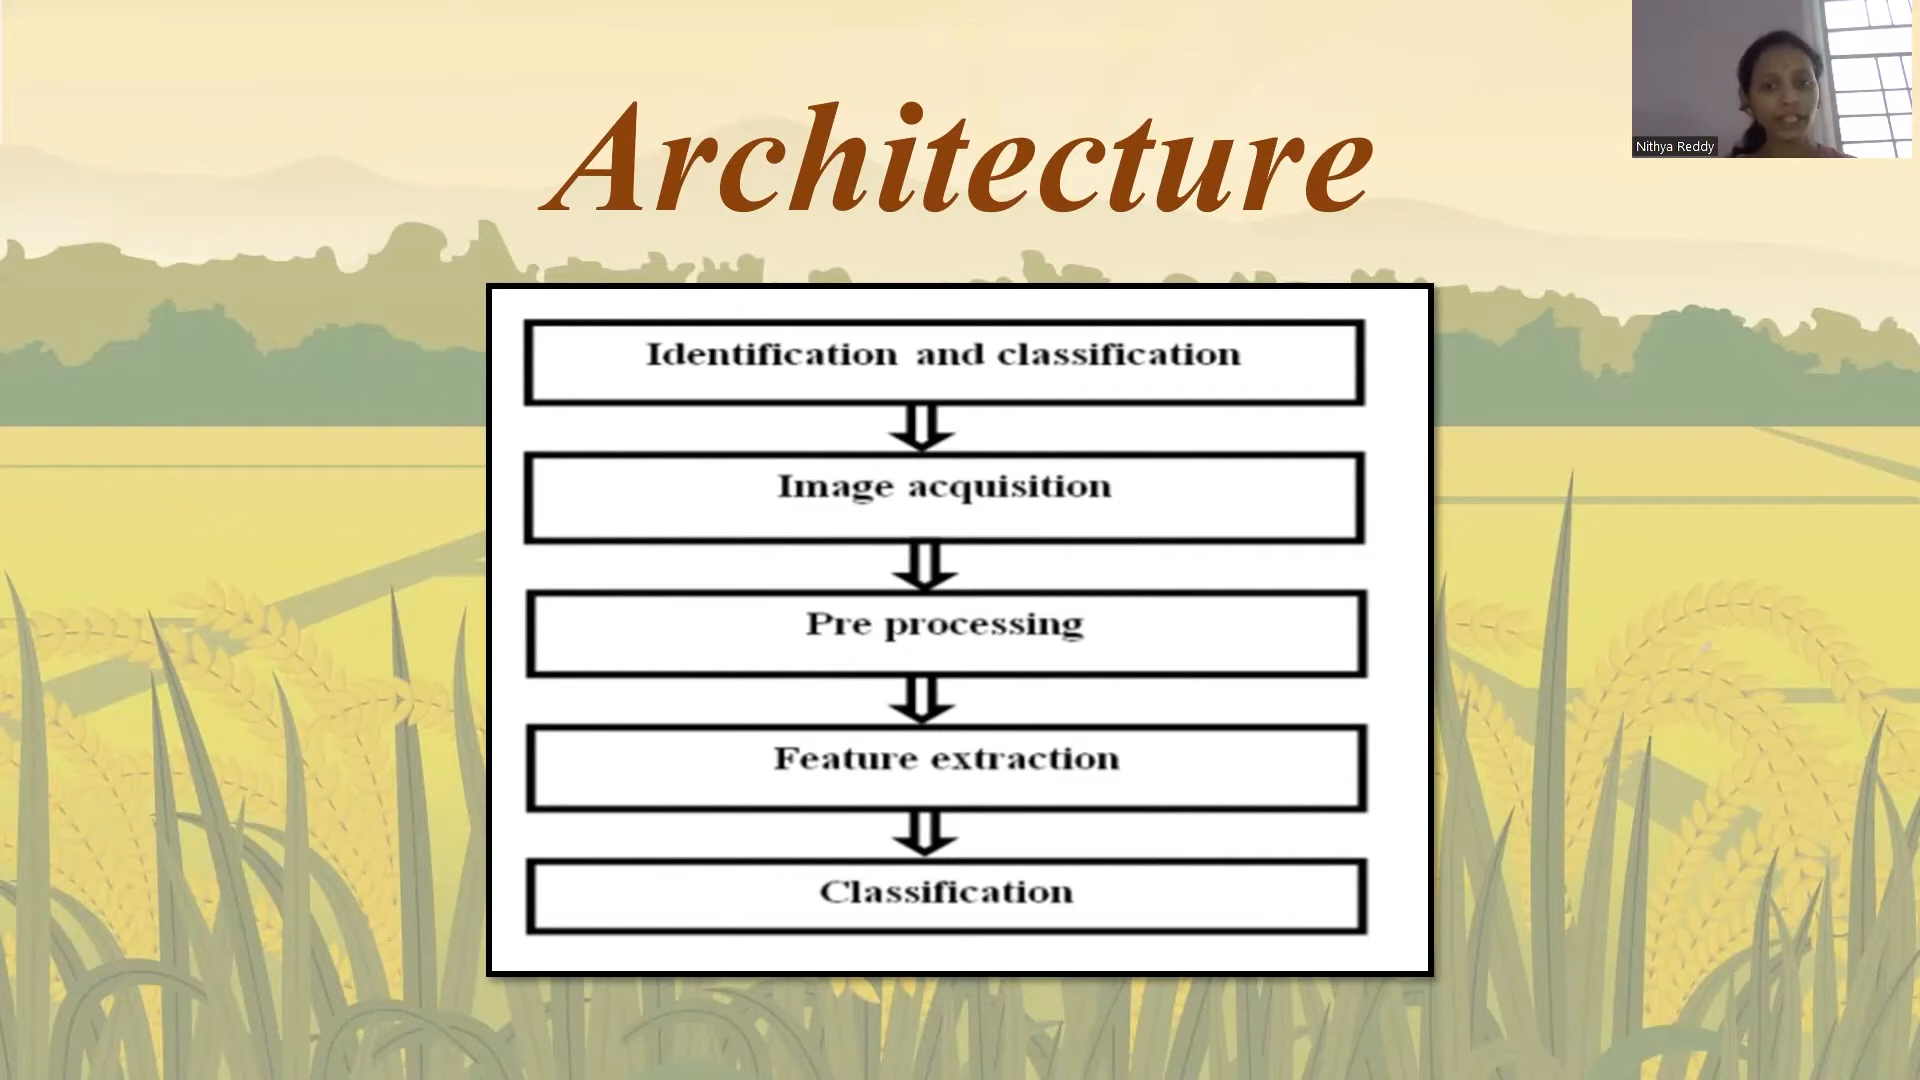 Architecture
Nithya Reddy
Identification and classification
Image acquisition
Pre processing
Feature extraction
Classification